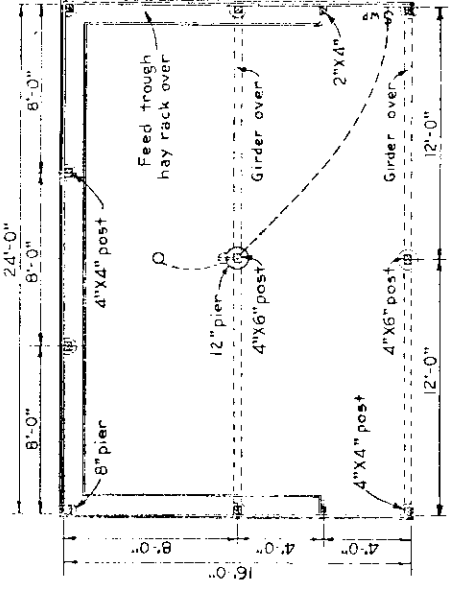 24'-0"
8'-0"
8'-0"
8'-0"
4"X4" post
8" pier
Feed trough
hay rack over
2"X4"
S
3
P
Girder over
12" pier
4"X6" post
Girder over
4"X6" post
4"X4" post
12'-0"
12'-0"
8'-0"
4'-0"
4'-0"
16'-0"